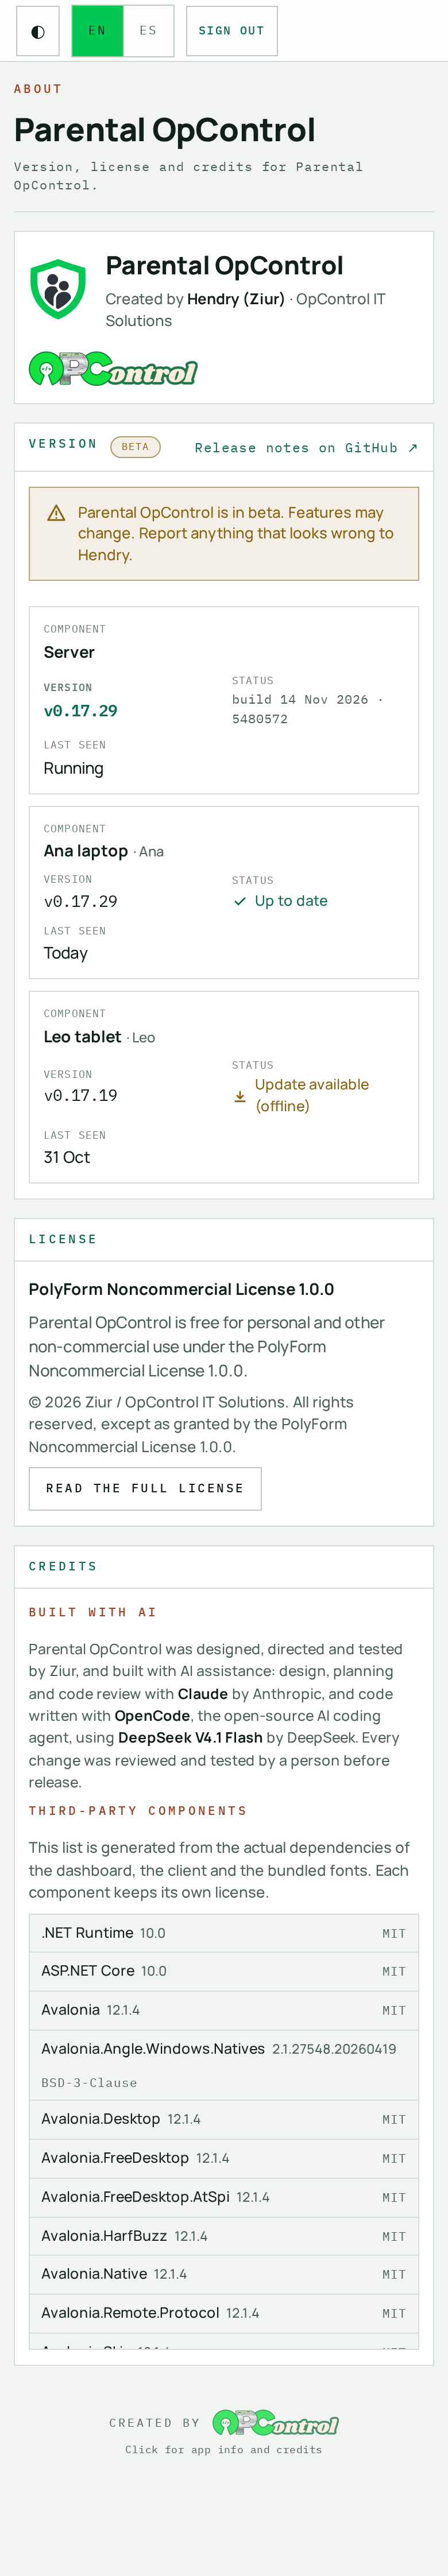 EN
ES
SIGN OUT
ABOUT
Parental OpControl
Version, license and credits for Parental
OpControl.
Parental OpControl
Created by Hendry (Ziur) · OpControl IT
Solutions
OPControl
VERSION
BETA
Release notes on GitHub ↗
Parental OpControl is in beta. Features may
change. Report anything that looks wrong to
Hendry.
COMPONENT
Server
VERSION
v0.17.29
STATUS
build 14 Nov 2026 ·
5480572
LAST SEEN
Running
COMPONENT
Ana laptop · Ana
VERSION
v0.17.29
STATUS
Up to date
LAST SEEN
Today
COMPONENT
Leo tablet · Leo
VERSION
v0.17.19
STATUS
Update available
(offline)
LAST SEEN
31 Oct
LICENSE
PolyForm Noncommercial License 1.0.0
Parental OpControl is free for personal and other
non-commercial use under the PolyForm
Noncommercial License 1.0.0.
© 2026 Ziur / OpControl IT Solutions. All rights
reserved, except as granted by the PolyForm
Noncommercial License 1.0.0.
READ THE FULL LICENSE
CREDITS
BUILT WITH AI
Parental OpControl was designed, directed and tested
by Ziur, and built with AI assistance: design, planning
and code review with Claude by Anthropic, and code
written with OpenCode, the open-source AI coding
agent, using DeepSeek V4.1 Flash by DeepSeek. Every
change was reviewed and tested by a person before
release.
THIRD-PARTY COMPONENTS
This list is generated from the actual dependencies of
the dashboard, the client and the bundled fonts. Each
component keeps its own license.
.NET Runtime 10.0 MIT
ASP.NET Core 10.0 MIT
Avalonia 12.1.4 MIT
Avalonia.Angle.Windows.Natives 2.1.27548.20260419
BSD-3-Clause
Avalonia.Desktop 12.1.4 MIT
Avalonia.FreeDesktop 12.1.4 MIT
Avalonia.FreeDesktop.AtSpi 12.1.4 MIT
Avalonia.HarfBuzz 12.1.4 MIT
Avalonia.Native 12.1.4 MIT
Avalonia.Remote.Protocol 12.1.4 MIT
CREATED BY OPControl
Click for app info and credits